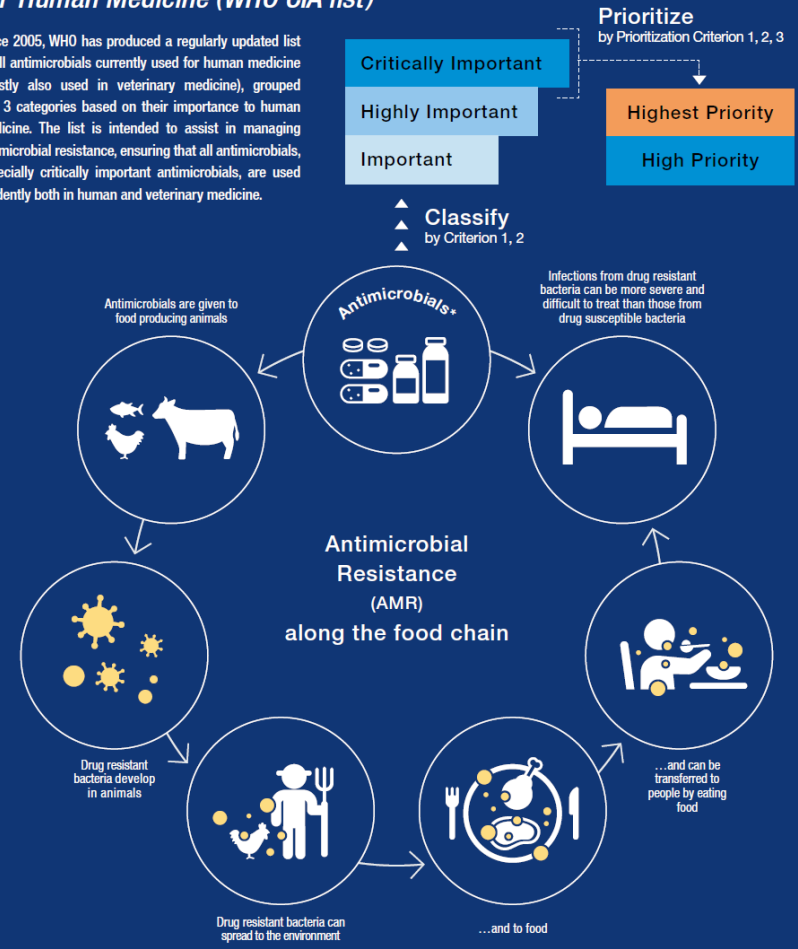 Human Medicine (WHO CIA list)
2005, WHO has produced a regularly updated list
antimicrobials currently used for human medicine
also used in veterinary medicine), grouped
3 categories based on their importance to human
The list is intended to assist in managing
resistance, ensuring that all antimicrobials,
critically important antimicrobials, are used
both in human and veterinary medicine.
Prioritize
by Prioritization Criterion 1, 2, 3
Critically Important
Highly Important
Important
Highest Priority
High Priority
Classify
by Criterion 1, 2
Antimicrobials*
Antimicrobials are given to
food producing animals
Infections from drug resistant
bacteria can be more severe and
difficult to treat than those from
drug susceptible bacteria
Antimicrobial
Resistance
(AMR)
along the food chain
Drug resistant
bacteria develop
in animals
Drug resistant bacteria can
spread to the environment
...and to food
...and can be
transferred to
people by eating
food